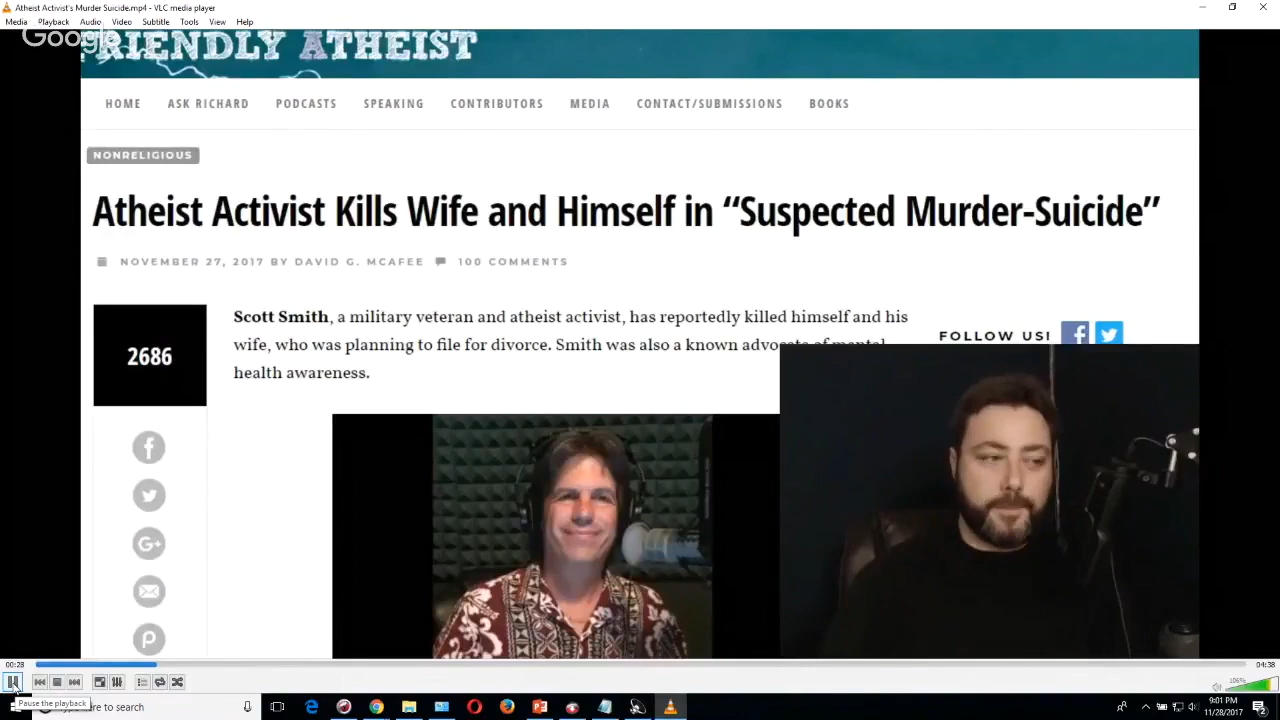 Atheist Activist's Murder Suicide.mp4 - VLC media player
Media Playback Audio Video Subtitle Tools View Help
Google
RIENDLY ATHEIST
HOME ASK RICHARD PODCASTS SPEAKING CONTRIBUTORS MEDIA CONTACT/SUBMISSIONS BOOKS
NONRELIGIOUS
Atheist Activist Kills Wife and Himself in “Suspected Murder-Suicide”
NOVEMBER 27, 2017 BY DAVID G. MCAFEE 100 COMMENTS
2686
Scott Smith, a military veteran and atheist activist, has reportedly killed himself and his
wife, who was planning to file for divorce. Smith was also a known advocate of mental
health awareness.
FOLLOW US!
00:28
04:38
106%
Pause the playback
to search
9:01 PM
11/28/2017